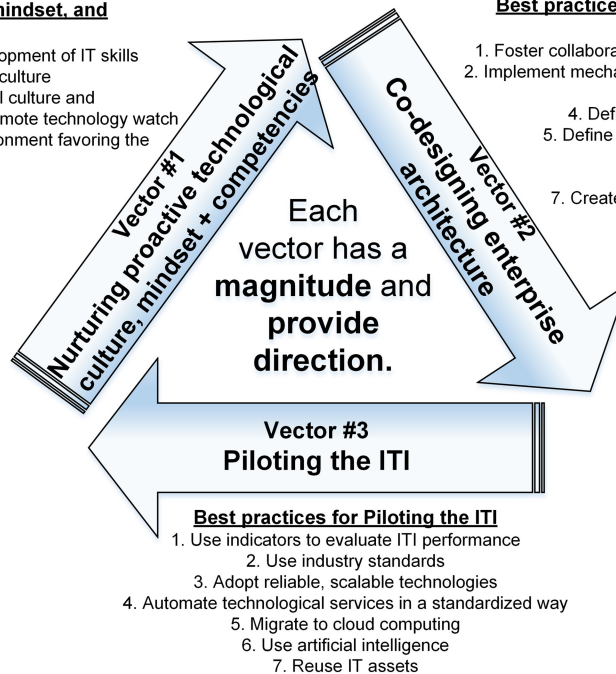 mindset, and
opment of IT skills
culture
l culture and
mote technology watch
onment favoring the
Best practice
1. Foster collabora
2. Implement mecha
4. Def
5. Define
7. Create
Vector #1
Nurturing proactive technological
culture, mindset + competencies
Vector #2
Co-designing enterprise
architecture
Each
vector has a
magnitude and
provide
direction.
Vector #3
Piloting the ITI
Best practices for Piloting the ITI
1. Use indicators to evaluate ITI performance
2. Use industry standards
3. Adopt reliable, scalable technologies
4. Automate technological services in a standardized way
5. Migrate to cloud computing
6. Use artificial intelligence
7. Reuse IT assets